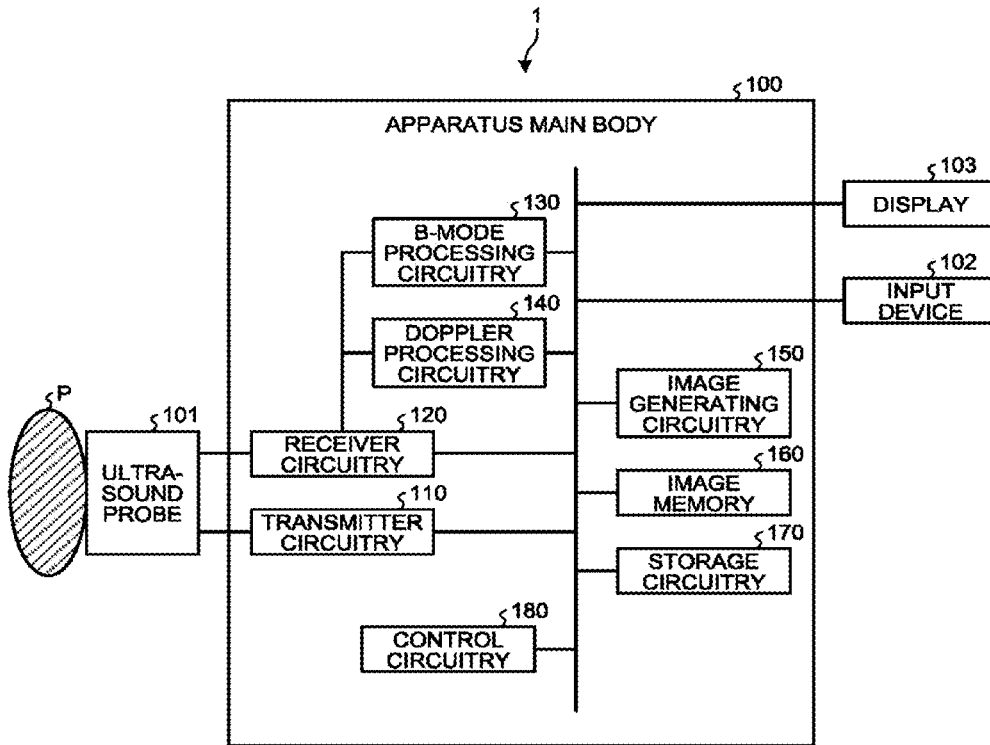 1
100
APPARATUS MAIN BODY
103
DISPLAY
130
B-MODE
PROCESSING
CIRCUITRY
102
INPUT
DEVICE
140
DOPPLER
PROCESSING
CIRCUITRY
150
IMAGE
GENERATING
CIRCUITRY
P
101
ULTRA-
SOUND
PROBE
120
RECEIVER
CIRCUITRY
160
IMAGE
MEMORY
110
TRANSMITTER
CIRCUITRY
170
STORAGE
CIRCUITRY
180
CONTROL
CIRCUITRY